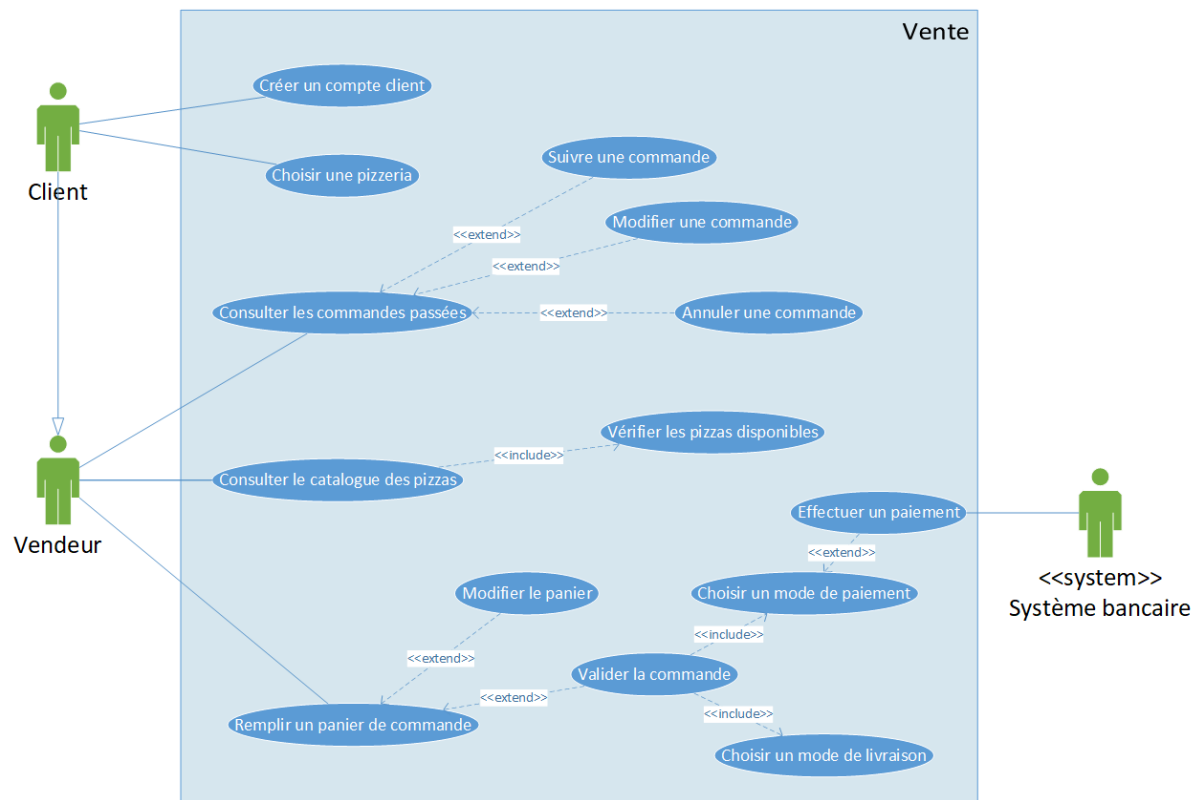 Vente
Créer un compte client
Suivre une commande
Choisir une pizzeria
Client
Modifier une commande
<<extend>>
<<extend>>
Consulter les commandes passées
<<extend>>
Annuler une commande
Vérifier les pizzas disponibles
<<include>>
Consulter le catalogue des pizzas
Effectuer un paiement
Vendeur
<<extend>>
<<system>>
Système bancaire
Modifier le panier
Choisir un mode de paiement
<<include>>
<<extend>>
Valider la commande
<<extend>>
<<include>>
Remplir un panier de commande
Choisir un mode de livraison